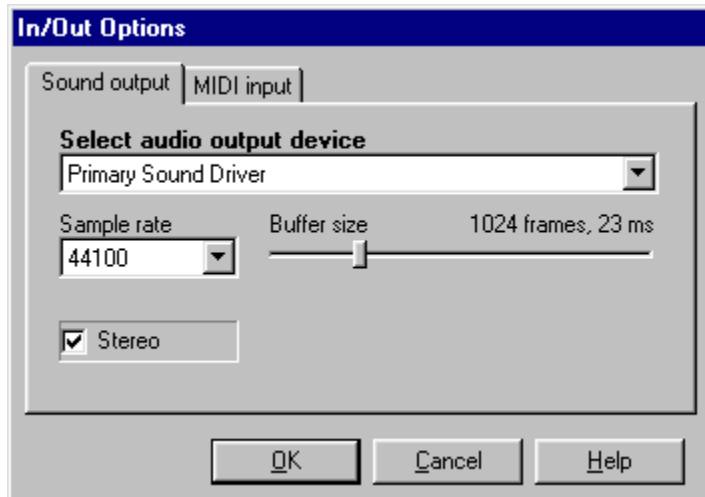 In/Out Options
Sound output MIDI input
Select audio output device
Primary Sound Driver
Sample rate Buffer size 1024 frames, 23 ms
44100
Stereo
OK Cancel Help